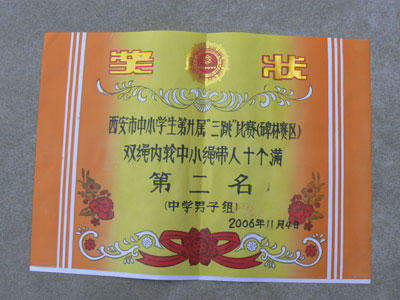 奖状
西安市中小学生第九届"三跳"比赛(碑林赛区)
双绳内轮中小绳带人十个满
第二名
(中学男子组)
2006年11月4日